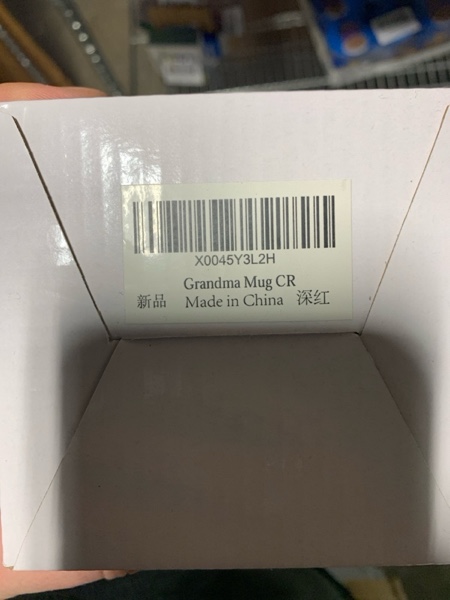 X0045Y3L2H
Grandma Mug CR
新品 Made in China 深红